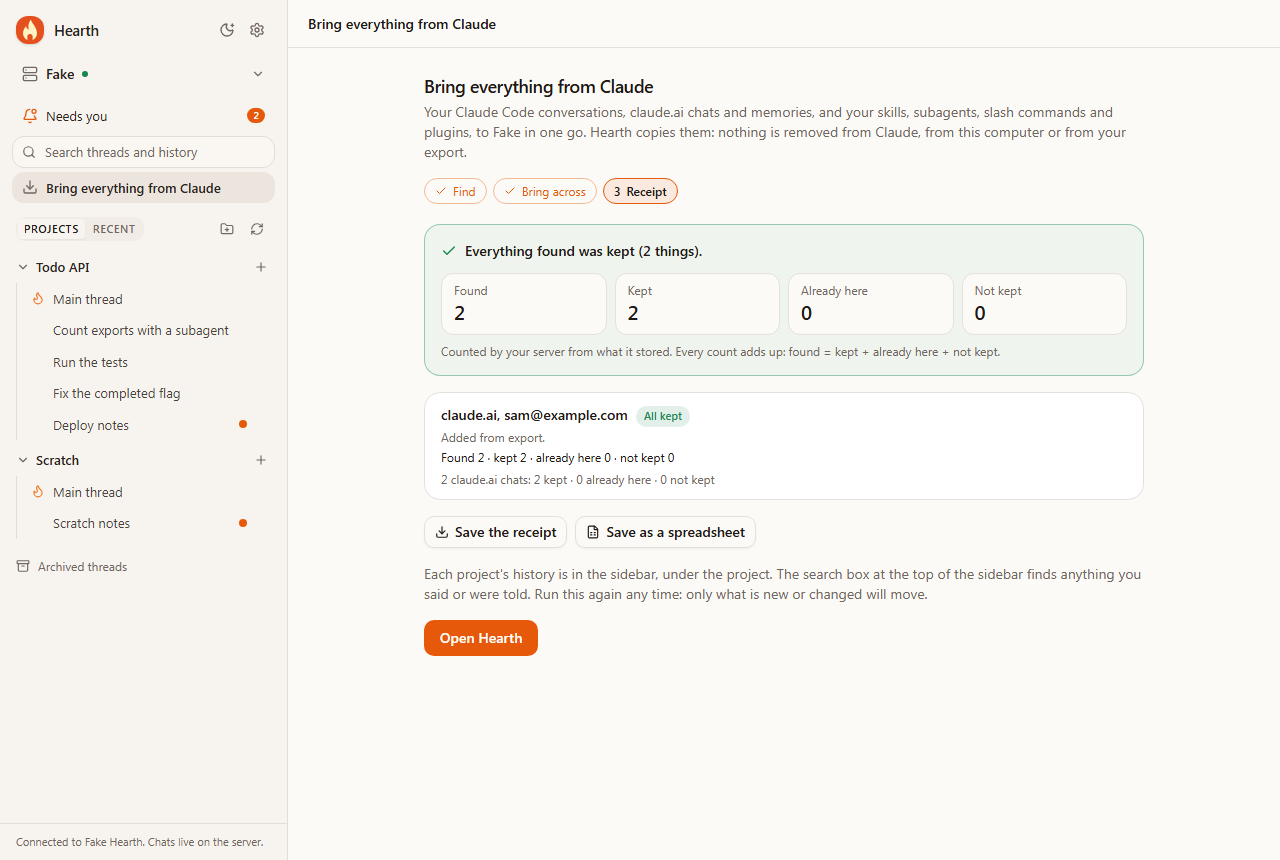 Hearth
Fake
Needs you
2
Search threads and history
Bring everything from Claude
PROJECTS
RECENT
Todo API
Main thread
Count exports with a subagent
Run the tests
Fix the completed flag
Deploy notes
Scratch
Main thread
Scratch notes
Archived threads
Connected to Fake Hearth. Chats live on the server.
Bring everything from Claude
Bring everything from Claude
Your Claude Code conversations, claude.ai chats and memories, and your skills, subagents, slash commands and
plugins, to Fake in one go. Hearth copies them: nothing is removed from Claude, from this computer or from your
export.
Find
Bring across
3 Receipt
Everything found was kept (2 things).
Found
2
Kept
2
Already here
0
Not kept
0
Counted by your server from what it stored. Every count adds up: found = kept + already here + not kept.
claude.ai, sam@example.com
All kept
Added from export.
Found 2 · kept 2 · already here 0 · not kept 0
2 claude.ai chats: 2 kept · 0 already here · 0 not kept
Save the receipt
Save as a spreadsheet
Each project's history is in the sidebar, under the project. The search box at the top of the sidebar finds anything you
said or were told. Run this again any time: only what is new or changed will move.
Open Hearth